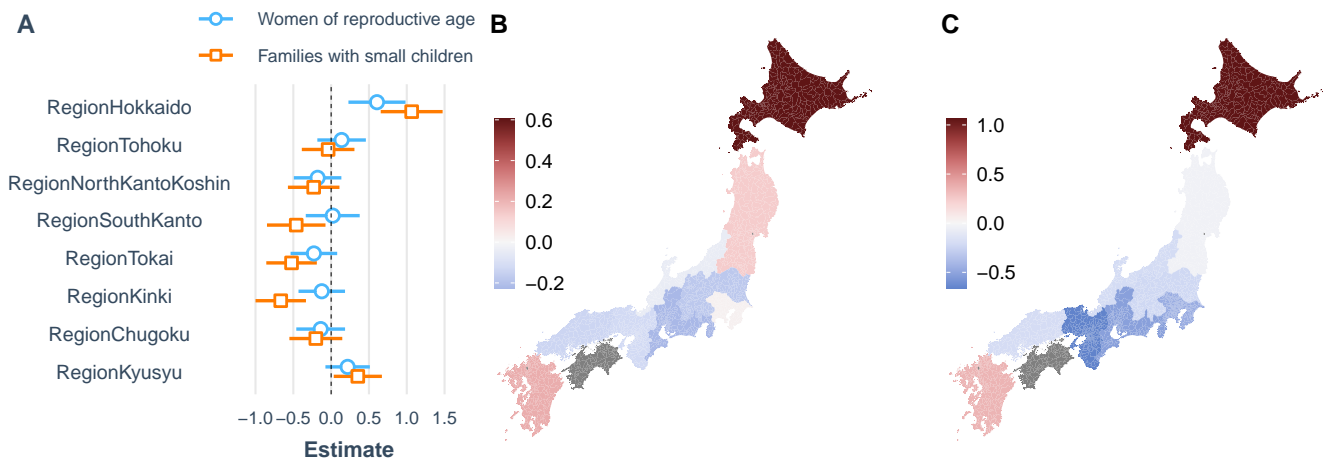 A
Women of reproductive age
Families with small children
RegionHokkaido
RegionTohoku
RegionNorthKantoKoshin
RegionSouthKanto
RegionTokai
RegionKinki
RegionChugoku
RegionKyusyu
−1.0 −0.5 0.0 0.5 1.0 1.5
Estimate
B
0.6
0.4
0.2
0.0
−0.2
C
1.0
0.5
0.0
−0.5